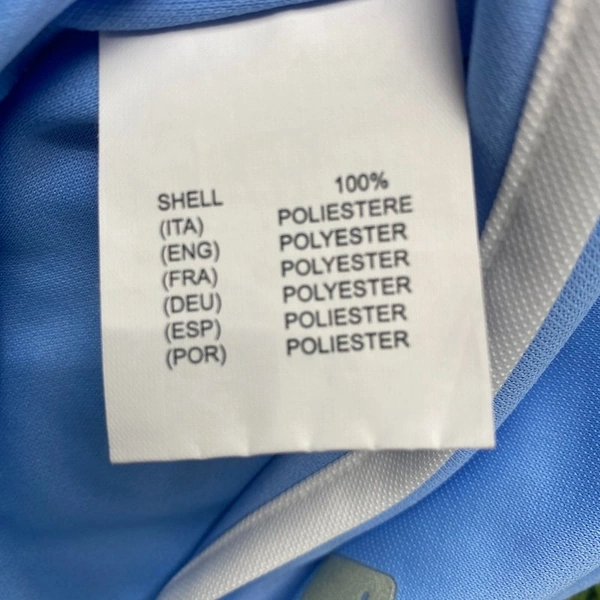 SHELL 100%
(ITA) POLIESTERE
(ENG) POLYESTER
(FRA) POLYESTER
(DEU) POLYESTER
(ESP) POLIESTER
(POR) POLIESTER